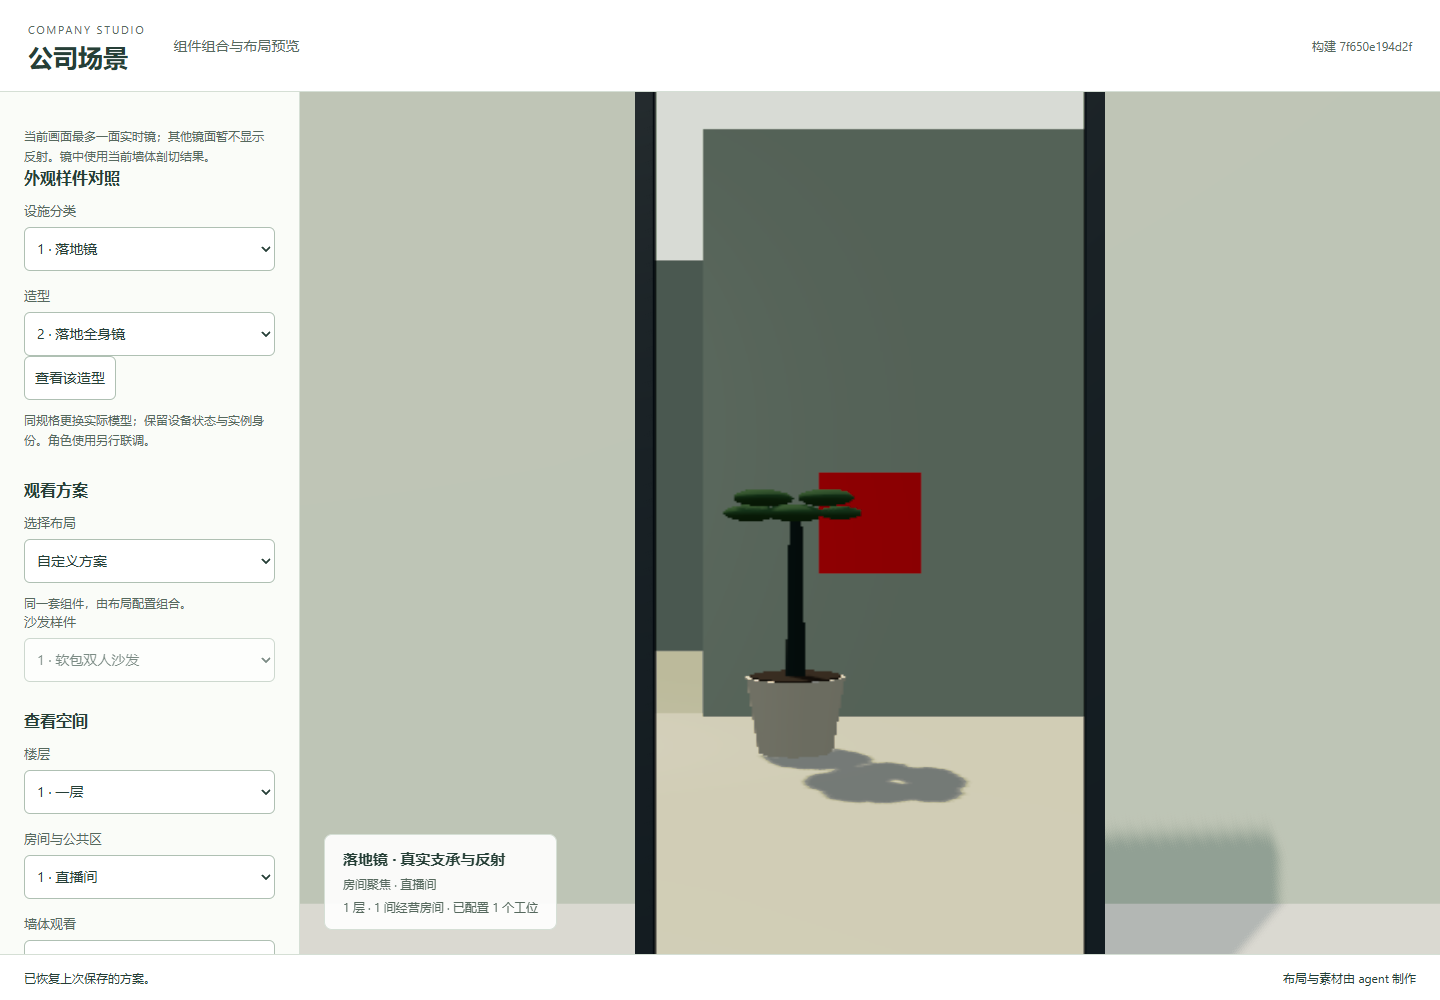 COMPANY STUDIO
公司场景
组件组合与布局预览
构建 7f650e194d2f
当前画面最多一面实时镜；其他镜面暂不显示
反射。镜中使用当前墙体剖切结果。
外观样件对照
设施分类
1 · 落地镜
造型
2 · 落地全身镜
查看该造型
同规格更换实际模型；保留设备状态与实例身
份。角色使用另行联调。
观看方案
选择布局
自定义方案
同一套组件，由布局配置组合。
沙发样件
1 · 软包双人沙发
查看空间
楼层
1 · 一层
房间与公共区
1 · 直播间
墙体观看
落地镜 · 真实支承与反射
房间聚焦 · 直播间
1 层 · 1 间经营房间 · 已配置 1 个工位
已恢复上次保存的方案。
布局与素材由 agent 制作